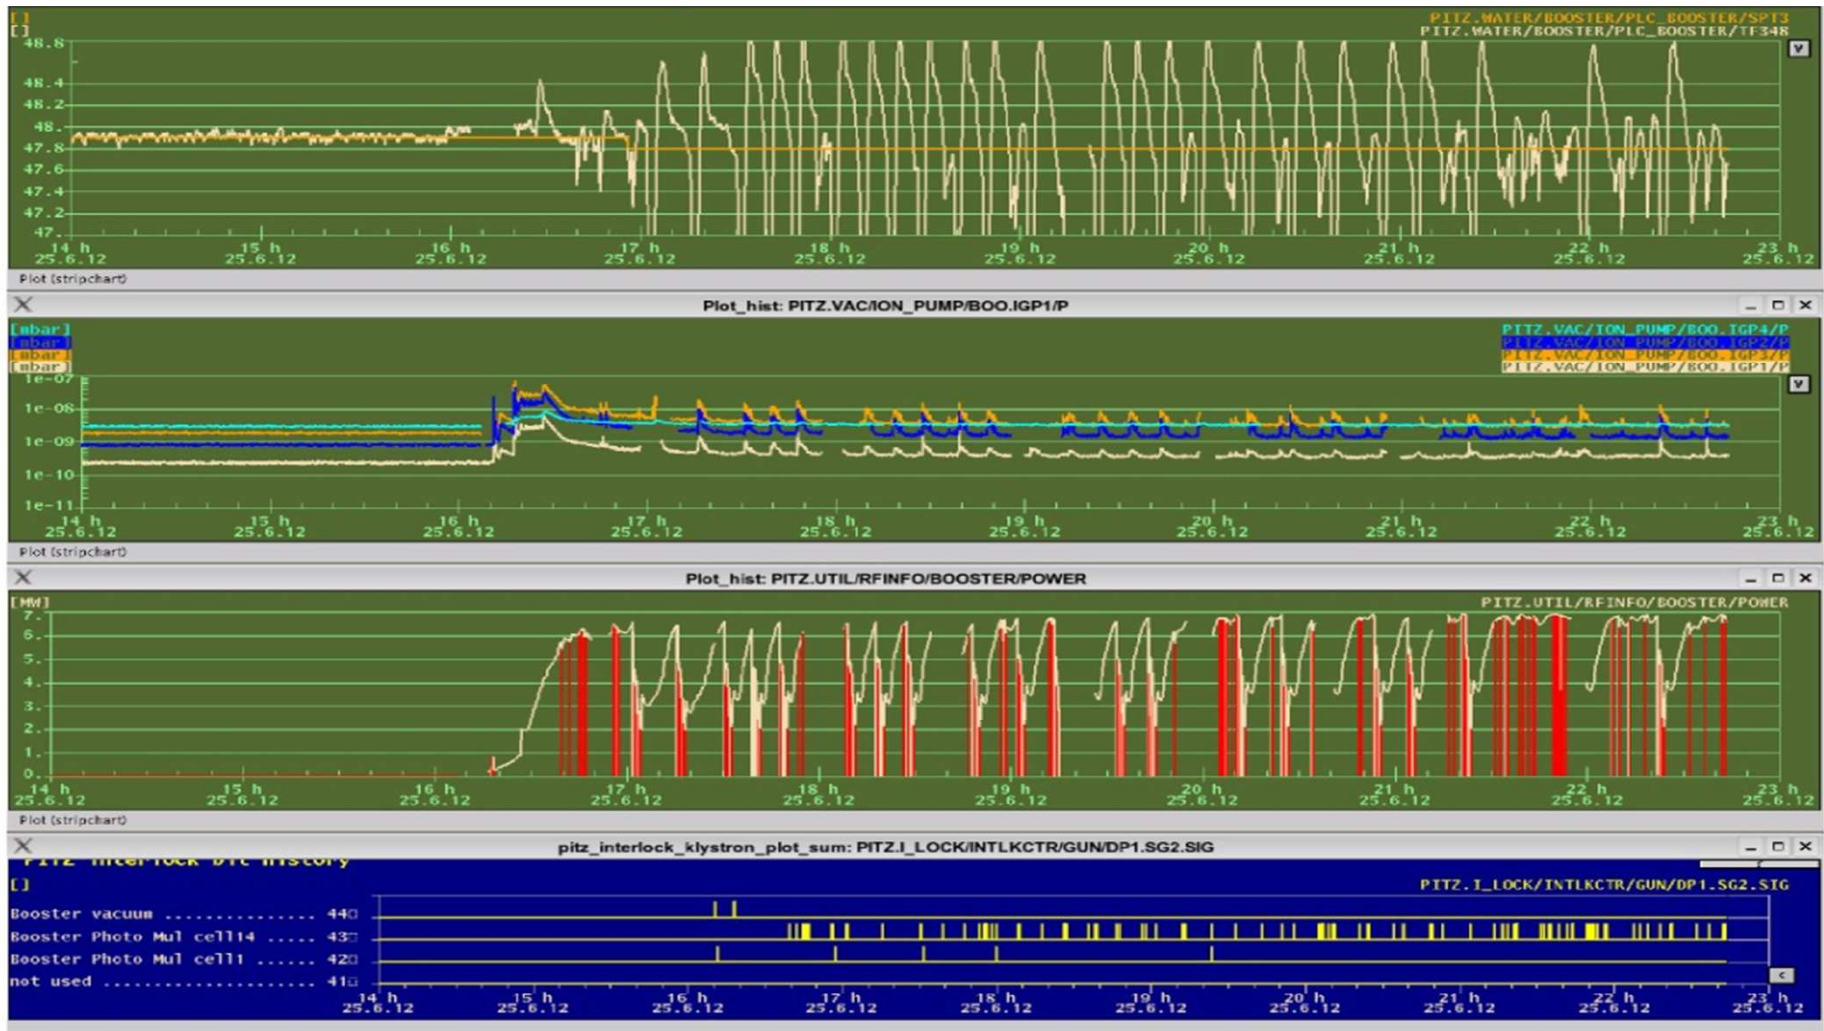 []
PITZ.WATER/BOOSTER/PLC_BOOSTER/SPT3
[]
PITZ.WATER/BOOSTER/PLC_BOOSTER/TF348
48.8
48.4
48.2
48.
47.8
47.6
47.4
47.2
47.
14 h 15 h 16 h 17 h 18 h 19 h 20 h 21 h 22 h 23 h
25.6.12 25.6.12 25.6.12 25.6.12 25.6.12 25.6.12 25.6.12 25.6.12 25.6.12 25.6.12
Plot (stripchart)
Plot_hist: PITZ.VAC/ION_PUMP/BOO.IGP1/P
[mbar] PITZ.VAC/ION_PUMP/BOO.IGP4/P
[mbar] PITZ.VAC/ION_PUMP/BOO.IGP2/P
[mbar] PITZ.VAC/ION_PUMP/BOO.IGP3/P
[mbar] PITZ.VAC/ION_PUMP/BOO.IGP1/P
1e-07
1e-08
1e-09
1e-10
1e-11
14 h 15 h 16 h 17 h 18 h 19 h 20 h 21 h 22 h 23 h
25.6.12 25.6.12 25.6.12 25.6.12 25.6.12 25.6.12 25.6.12 25.6.12 25.6.12 25.6.12
Plot (stripchart)
Plot_hist: PITZ.UTIL/RFINFO/BOOSTER/POWER
[MW] PITZ.UTIL/RFINFO/BOOSTER/POWER
7.
6.
5.
4.
3.
2.
1.
0.
14 h 15 h 16 h 17 h 18 h 19 h 20 h 21 h 22 h 23 h
25.6.12 25.6.12 25.6.12 25.6.12 25.6.12 25.6.12 25.6.12 25.6.12 25.6.12 25.6.12
Plot (stripchart)
pitz_interlock_klystron_plot_sum: PITZ.I_LOCK/INTLKCTR/GUN/DP1.SG2.SIG
PITZ Interlock Bit History
[] PITZ.I_LOCK/INTLKCTR/GUN/DP1.SG2.SIG
Booster vacuum ............... 44
Booster Photo Mul cell14 ..... 43
Booster Photo Mul cell1 ...... 42
not used ..................... 41
14 h 15 h 16 h 17 h 18 h 19 h 20 h 21 h 22 h 23 h
25.6.12 25.6.12 25.6.12 25.6.12 25.6.12 25.6.12 25.6.12 25.6.12 25.6.12 25.6.12